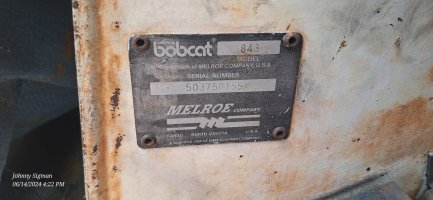 bobcat 843
MODEL
Trademark of MELROE COMPANY, U.S.A.
SERIAL NUMBER
503750155
MELROE COMPANY
FARGO, NORTH DAKOTA U.S.A.
Johnny Sigman
06/14/2024 4:22 PM